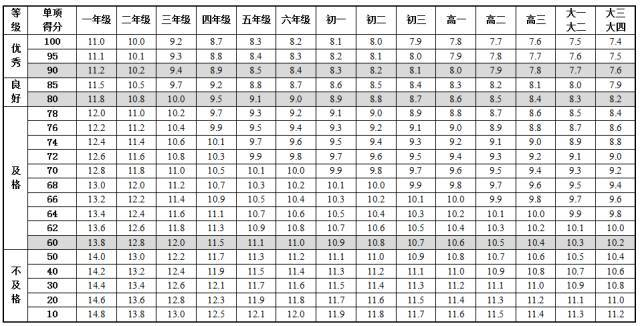 等级 单项得分 一年级 二年级 三年级 四年级 五年级 六年级 初一 初二 初三 高一 高二 高三 大一大二 大三大四
优秀 100 11.0 10.0 9.2 8.7 8.3 8.2 8.1 8.0 7.9 7.8 7.7 7.6 7.5 7.4
95 11.1 10.1 9.3 8.8 8.4 8.3 8.2 8.1 8.0 7.9 7.8 7.7 7.6 7.5
90 11.2 10.2 9.4 8.9 8.5 8.4 8.3 8.2 8.1 8.0 7.9 7.8 7.7 7.6
良好 85 11.5 10.5 9.7 9.2 8.8 8.7 8.6 8.5 8.4 8.3 8.2 8.1 8.0 7.9
80 11.8 10.8 10.0 9.5 9.1 9.0 8.9 8.8 8.7 8.6 8.5 8.4 8.3 8.2
及格 78 12.0 11.0 10.2 9.7 9.3 9.2 9.1 9.0 8.9 8.8 8.7 8.6 8.5 8.4
76 12.2 11.2 10.4 9.9 9.5 9.4 9.3 9.2 9.1 9.0 8.9 8.8 8.7 8.6
74 12.4 11.4 10.6 10.1 9.7 9.6 9.5 9.4 9.3 9.2 9.1 9.0 8.9 8.8
72 12.6 11.6 10.8 10.3 9.9 9.8 9.7 9.6 9.5 9.4 9.3 9.2 9.1 9.0
70 12.8 11.8 11.0 10.5 10.1 10.0 9.9 9.8 9.7 9.6 9.5 9.4 9.3 9.2
68 13.0 12.0 11.2 10.7 10.3 10.2 10.1 10.0 9.9 9.8 9.7 9.6 9.5 9.4
66 13.2 12.2 11.4 10.9 10.5 10.4 10.3 10.2 10.1 10.0 9.9 9.8 9.7 9.6
64 13.4 12.4 11.6 11.1 10.7 10.6 10.5 10.4 10.3 10.2 10.1 10.0 9.9 9.8
62 13.6 12.6 11.8 11.3 10.9 10.8 10.7 10.6 10.5 10.4 10.3 10.2 10.1 10.0
60 13.8 12.8 12.0 11.5 11.1 11.0 10.9 10.8 10.7 10.6 10.5 10.4 10.3 10.2
不及格 50 14.0 13.0 12.2 11.7 11.3 11.2 11.1 11.0 10.9 10.8 10.7 10.6 10.5 10.4
40 14.2 13.2 12.4 11.9 11.5 11.4 11.3 11.2 11.1 11.0 10.9 10.8 10.7 10.6
30 14.4 13.4 12.6 12.1 11.7 11.6 11.5 11.4 11.3 11.2 11.1 11.0 10.9 10.8
20 14.6 13.6 12.8 12.3 11.9 11.8 11.7 11.6 11.5 11.4 11.3 11.2 11.1 11.0
10 14.8 13.8 13.0 12.5 12.1 12.0 11.9 11.8 11.7 11.6 11.5 11.4 11.3 11.2